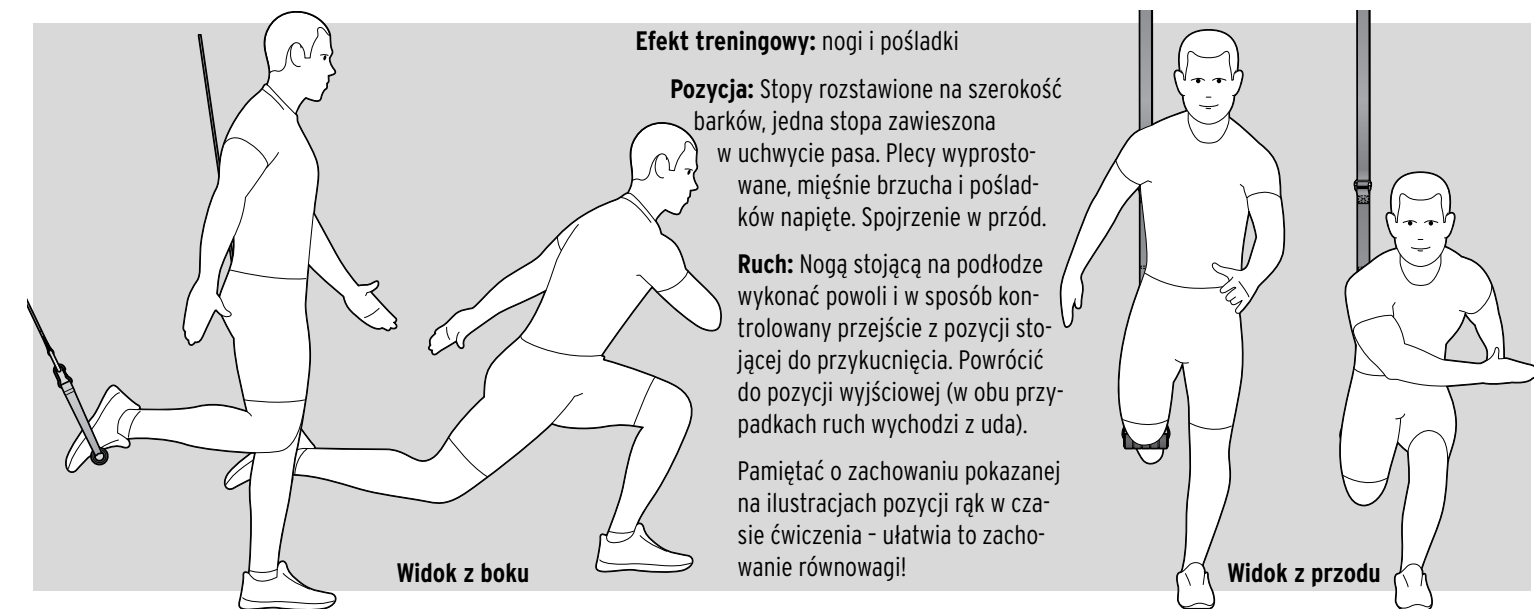 Efekt treningowy: nogi i pośladki
Pozycja: Stopy rozstawione na szerokość
barków, jedna stopa zawieszona
w uchwycie pasa. Plecy wyprosto-
wane, mięśnie brzucha i poślad-
ków napięte. Spojrzenie w przód.
Ruch: Nogą stojącą na podłodze
wykonać powoli i w sposób kon-
trolowany przejście z pozycji sto-
jącej do przykucnięcia. Powrócić
do pozycji wyjściowej (w obu przy-
padkach ruch wychodzi z uda).
Pamiętać o zachowaniu pokazanej
na ilustracjach pozycji rąk w cza-
sie ćwiczenia – ułatwia to zacho-
wanie równowagi!
Widok z boku
Widok z przodu